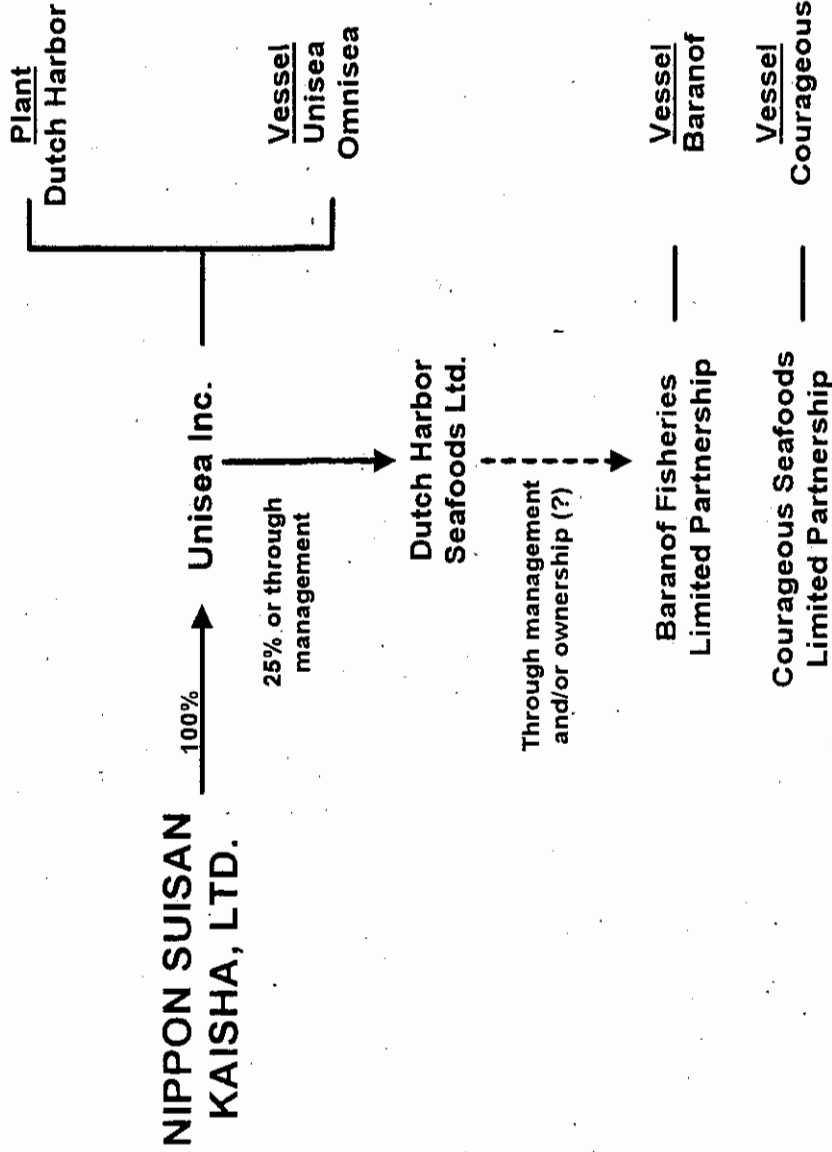 NIPPON SUISAN
KAISHA, LTD.
100%
Unisea Inc.
Plant
Dutch Harbor
Vessel
Unisea
Omnisea
25% or through
management
Dutch Harbor
Seafoods Ltd.
Through management
and/or ownership (?)
Baranof Fisheries
Limited Partnership
Vessel
Baranof
Courageous Seafoods
Limited Partnership
Vessel
Courageous